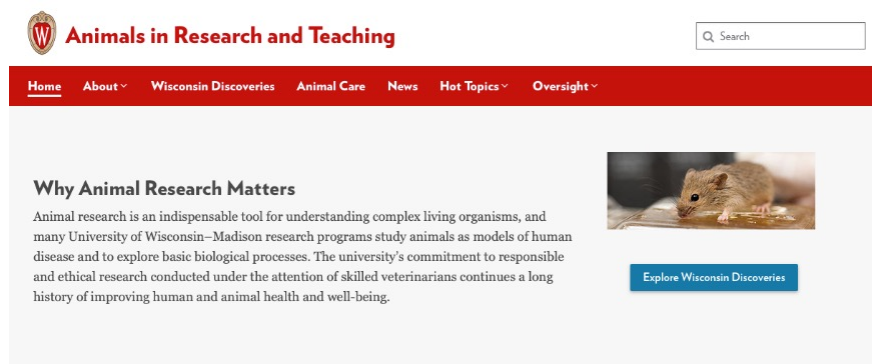 W
Animals in Research and Teaching
Search
Home About Wisconsin Discoveries Animal Care News Hot Topics Oversight
Why Animal Research Matters
Animal research is an indispensable tool for understanding complex living organisms, and
many University of Wisconsin–Madison research programs study animals as models of human
disease and to explore basic biological processes. The university's commitment to responsible
and ethical research conducted under the attention of skilled veterinarians continues a long
history of improving human and animal health and well-being.
Explore Wisconsin Discoveries